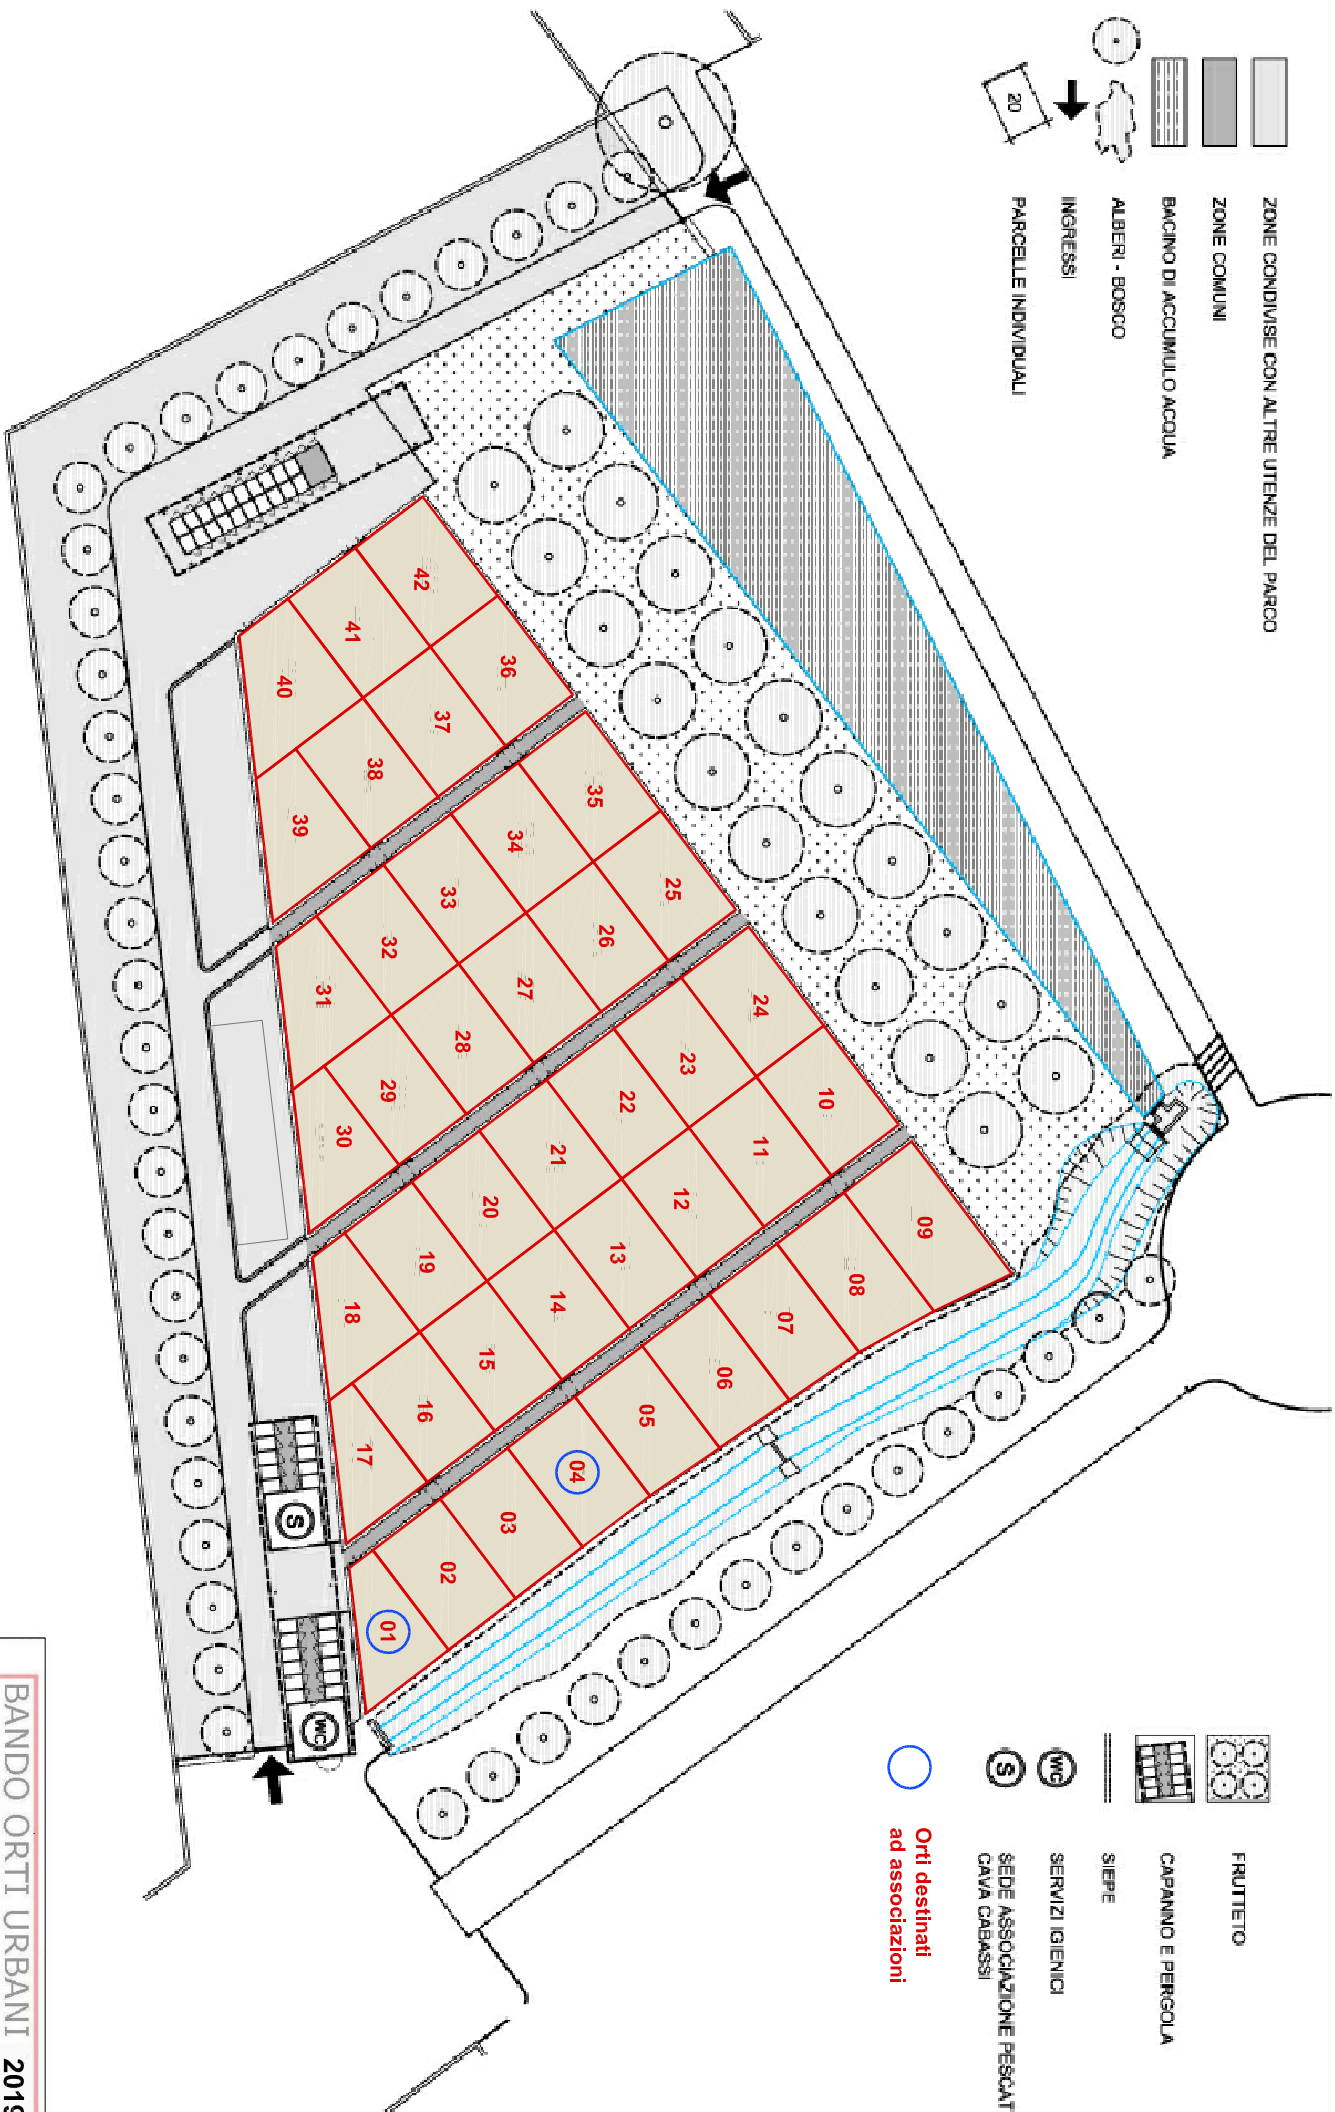 ZONE CONDIVISE CON ALTRE UTENZE DEL PARCO
ZONE COMUNI
BACINO DI ACCUMULO ACQUA
ALBERI - BOSCO
INGRESSI
20
PARCELLE INDIVIDUALI
FRUTTETO
CAPANNO E PERGOLA
SIEPE
WC
SERVIZI IGIENICI
S
SEDE ASSOCIAZIONE PESCAT
CAVA CABASSI
Orti destinati
ad associazioni
42
41
40
36
37
38
39
35
34
33
32
31
25
26
27
28
29
30
24
23
22
21
20
19
18
10
11
12
13
14
15
16
17
09
08
07
06
05
04
03
02
01
S
WC
BANDO ORTI URBANI 2019